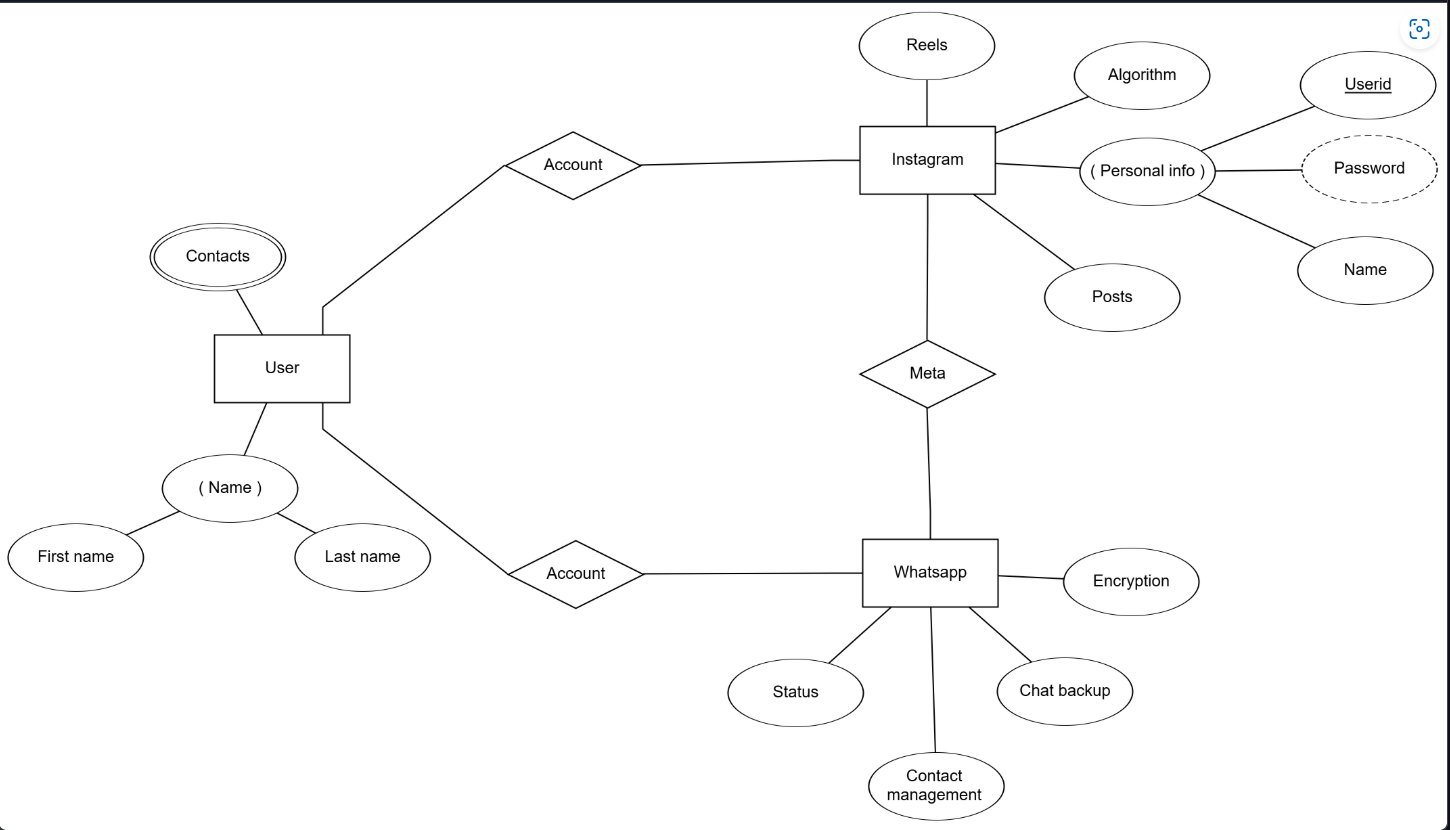 Reels
Algorithm
Userid
Account
Instagram
( Personal info )
Password
Contacts
Name
Posts
User
Meta
( Name )
First name
Last name
Account
Whatsapp
Encryption
Status
Chat backup
Contact
management